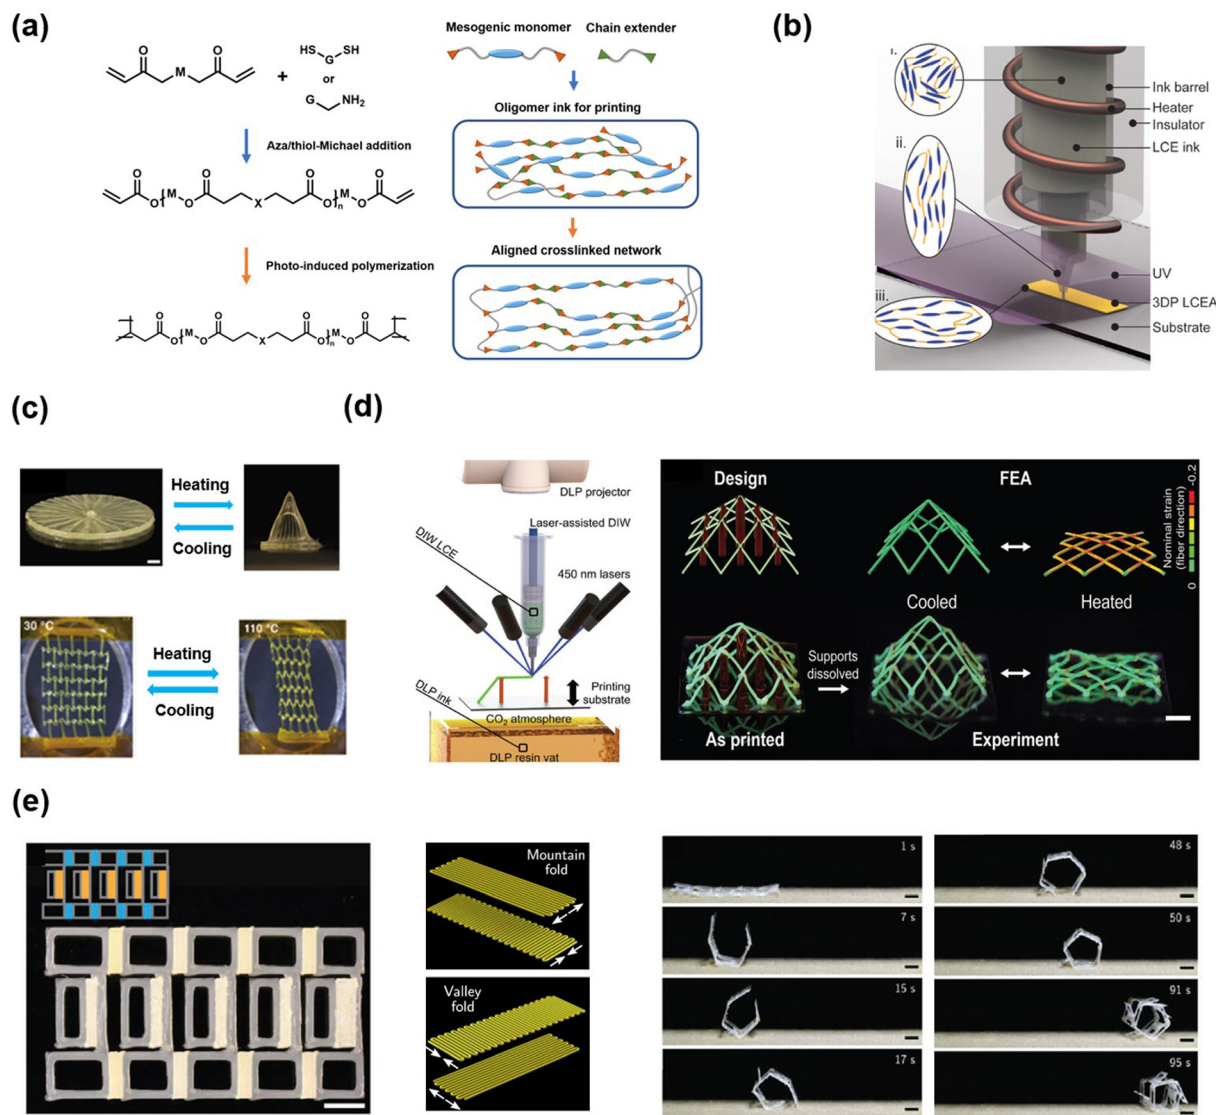 (a)
Mesogenic monomer
Chain extender
O
O
HS
SH
M
G
+
or
G
NH2
Oligomer ink for printing
Aza/thiol-Michael addition
O
O
O
O
O
M
O
X
O
n
M
O
Aligned crosslinked network
Photo-induced polymerization
O
O
O
O
O
M
O
X
O
n
M
O
(b)
i.
Ink barrel
Heater
Insulator
LCE ink
ii.
UV
iii.
3DP LCEA
Substrate
(c)
Heating
Cooling
30 °C
110 °C
Heating
Cooling
(d)
DLP projector
Laser-assisted DIW
DIW LCE
450 nm lasers
DLP ink
Printing
substrate
CO2 atmosphere
DLP resin vat
Design
FEA
-0.2
Nominal strain
(fiber direction)
0
Cooled
Heated
Supports
dissolved
As printed
Experiment
(e)
Mountain
fold
Valley
fold
1 s
48 s
7 s
50 s
15 s
91 s
17 s
95 s